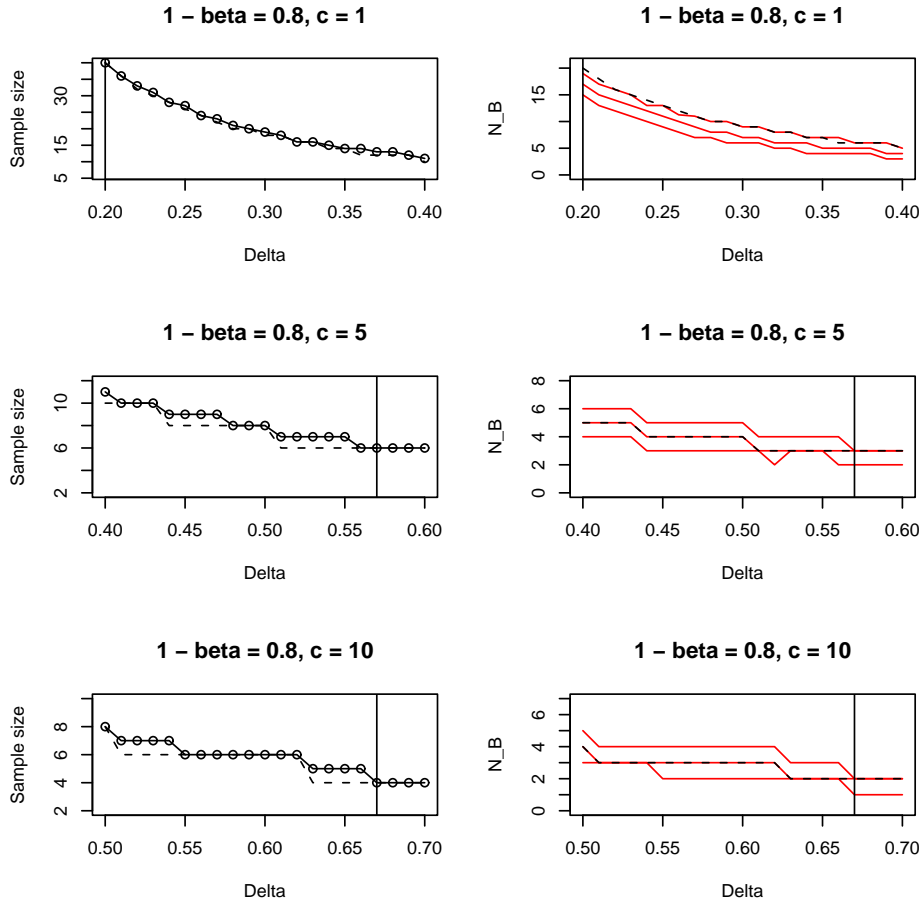 1 − beta = 0.8, c = 1
Sample size
5 15 30
0.20 0.25 0.30 0.35 0.40
Delta
1 − beta = 0.8, c = 1
N_B
0 5 15
0.20 0.25 0.30 0.35 0.40
Delta
1 − beta = 0.8, c = 5
Sample size
2 6 10
0.40 0.45 0.50 0.55 0.60
Delta
1 − beta = 0.8, c = 5
N_B
0 2 4 6 8
0.40 0.45 0.50 0.55 0.60
Delta
1 − beta = 0.8, c = 10
Sample size
2 4 6 8
0.50 0.55 0.60 0.65 0.70
Delta
1 − beta = 0.8, c = 10
N_B
0 2 4 6
0.50 0.55 0.60 0.65 0.70
Delta